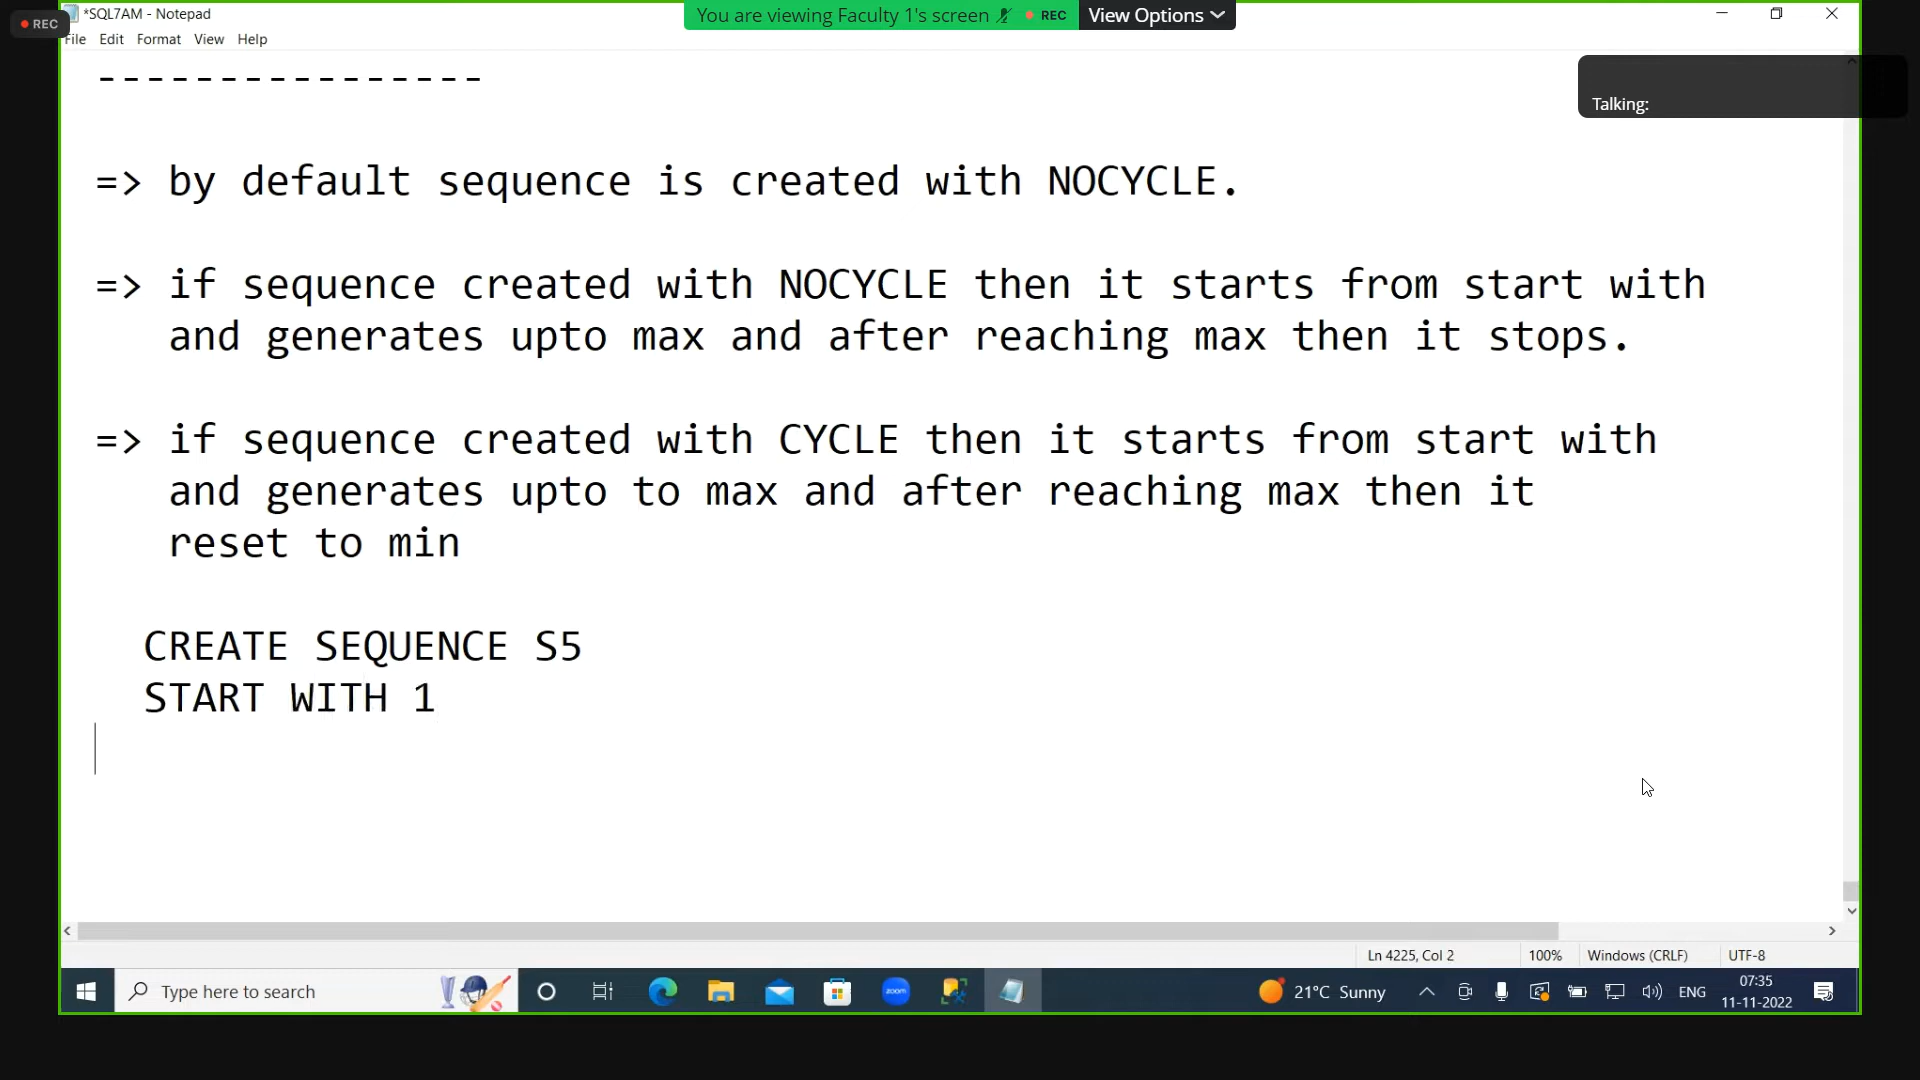 REC
*SQL7AM - Notepad
You are viewing Faculty 1's screen
REC
View Options
File Edit Format View Help
Talking:
----------------
=> by default sequence is created with NOCYCLE.
=> if sequence created with NOCYCLE then it starts from start with
and generates upto max and after reaching max then it stops.
=> if sequence created with CYCLE then it starts from start with
and generates upto to max and after reaching max then it
reset to min
CREATE SEQUENCE S5
START WITH 1
Ln 4225, Col 2 100% Windows (CRLF) UTF-8
Type here to search
zoom
21°C Sunny
ENG
07:35
11-11-2022